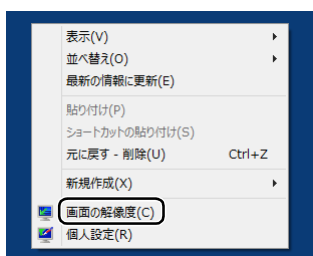 表示(V)
並べ替え(O)
最新の情報に更新(E)
貼り付け(P)
ショートカットの貼り付け(S)
元に戻す - 削除(U) Ctrl+Z
新規作成(X)
画面の解像度(C)
個人設定(R)